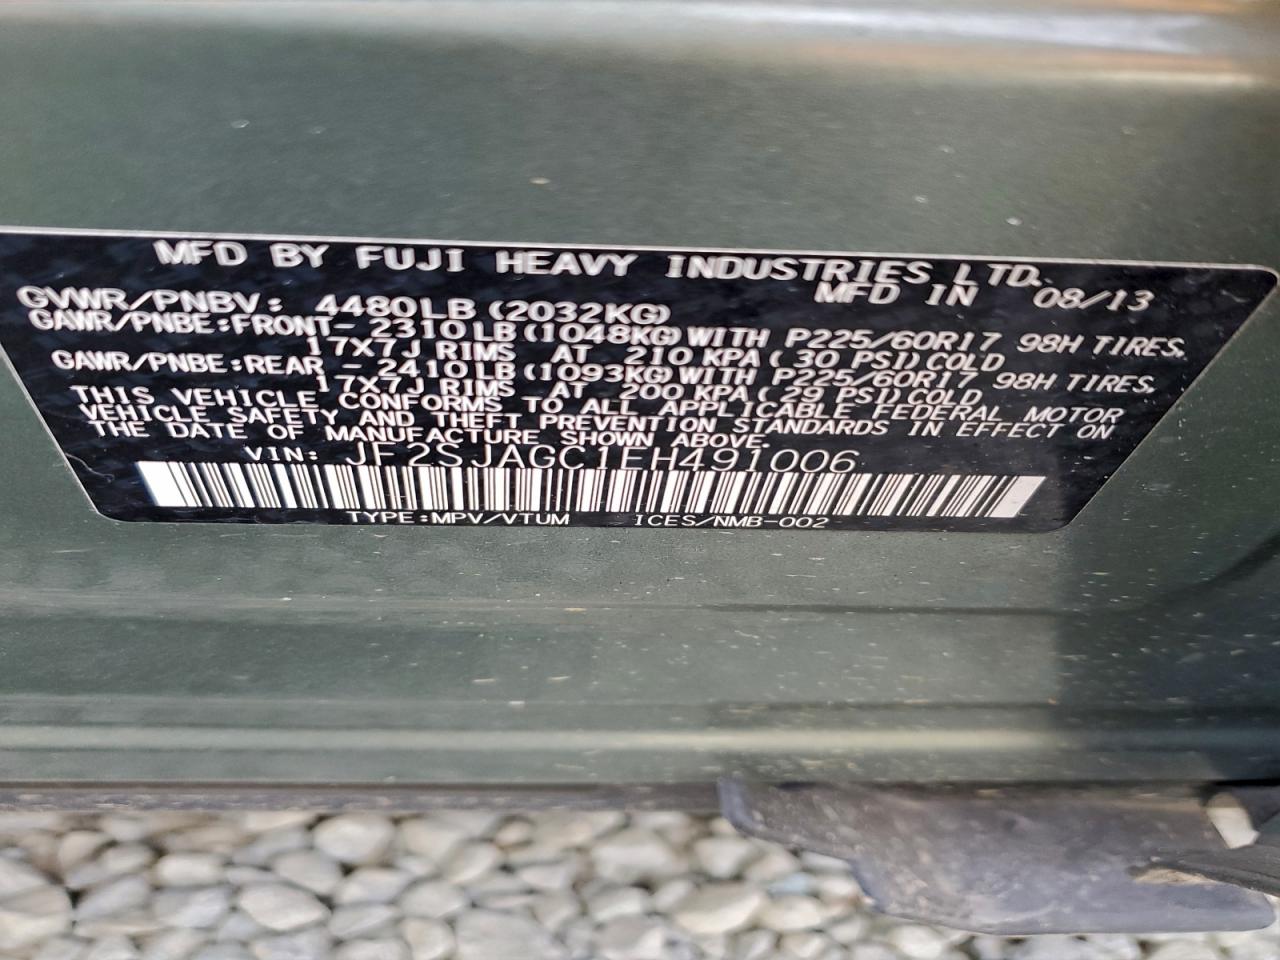 MFD BY FUJI HEAVY INDUSTRIES LTD.
MFD IN 08/13
GVWR/PNBV: 4480LB (2032KG)
GAWR/PNBE:FRONT- 2310LB(1048KG)WITH P225/60R17 98H TIRES,
17X7J RIMS AT 210 KPA(30 PSI)COLD
GAWR/PNBE:REAR -2410LB(1093KG)WITH P225/60R17 98H TIRES
17X7J RIMS AT 200 KPA(29 PSI)COLD
THIS VEHICLE CONFORMS TO ALL APPLICABLE FEDERAL MOTOR
VEHICLE SAFETY AND THEFT PREVENTION STANDARDS IN EFFECT ON
THE DATE OF MANUFACTURE SHOWN ABOVE.
VIN: JF2SJAGC1EH491006
TYPE:MPV/VTUM ICES/NMB-002